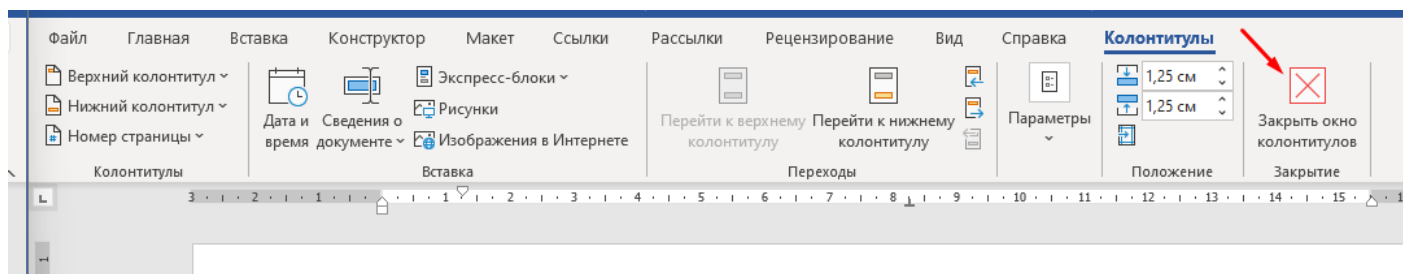 Файл Главная Вставка Конструктор Макет Ссылки Рассылки Рецензирование Вид Справка Колонтитулы
Верхний колонтитул
Нижний колонтитул
Номер страницы
Колонтитулы
Дата и время
Сведения о документе
Экспресс-блоки
Рисунки
Изображения в Интернете
Вставка
Перейти к верхнему колонтитулу
Перейти к нижнему колонтитулу
Переходы
Параметры
1,25 см
1,25 см
Положение
Закрыть окно колонтитулов
Закрытие
L 3 2 1 1 2 3 4 5 6 7 8 9 10 11 12 13 14 15 1
1